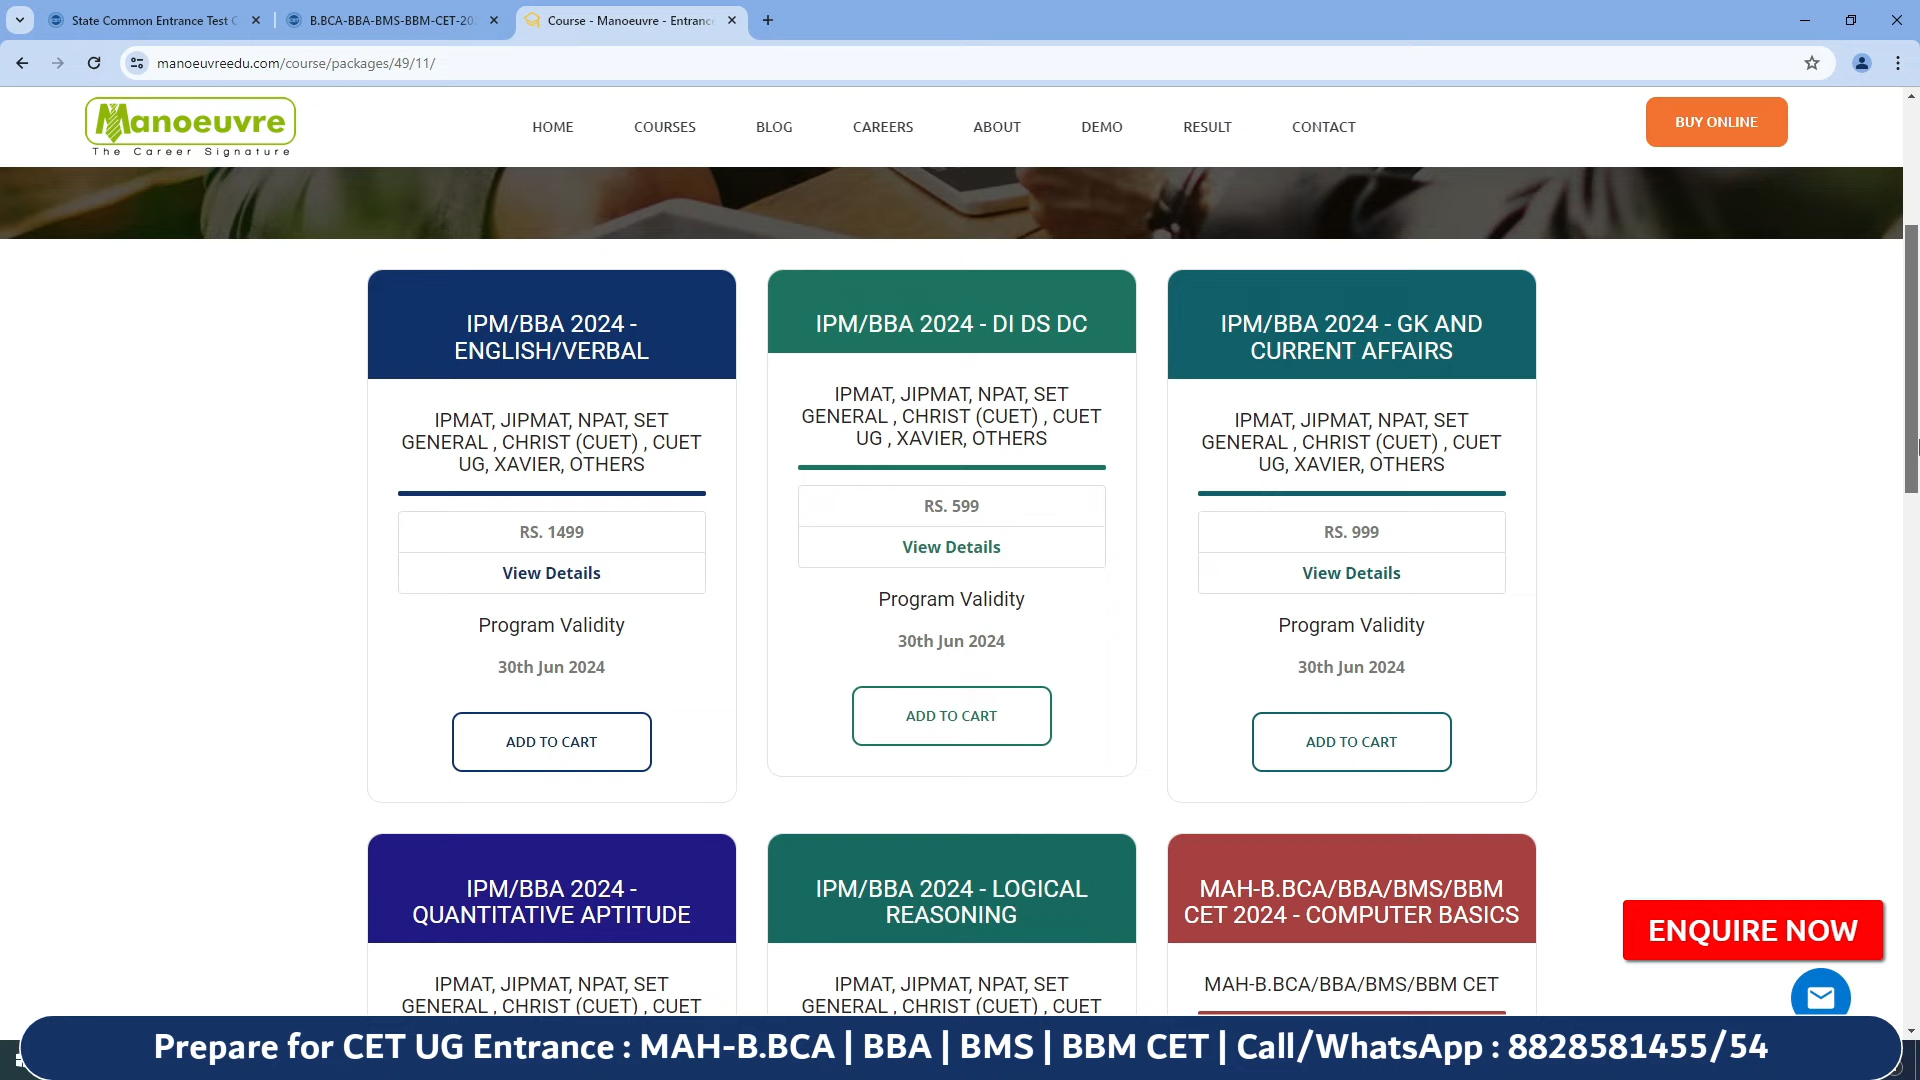 State Common Entrance Test C
B.BCA-BBA-BMS-BBM-CET-20
Course - Manoeuvre - Entranc
manoeuvreedu.com/course/packages/49/11/
Manoeuvre
The Career Signature
HOME
COURSES
BLOG
CAREERS
ABOUT
DEMO
RESULT
CONTACT
BUY ONLINE
IPM/BBA 2024 -
ENGLISH/VERBAL
IPMAT, JIPMAT, NPAT, SET
GENERAL , CHRIST (CUET) , CUET
UG, XAVIER, OTHERS
RS. 1499
View Details
Program Validity
30th Jun 2024
ADD TO CART
IPM/BBA 2024 - DI DS DC
IPMAT, JIPMAT, NPAT, SET
GENERAL , CHRIST (CUET) , CUET
UG , XAVIER, OTHERS
RS. 599
View Details
Program Validity
30th Jun 2024
ADD TO CART
IPM/BBA 2024 - GK AND
CURRENT AFFAIRS
IPMAT, JIPMAT, NPAT, SET
GENERAL , CHRIST (CUET) , CUET
UG, XAVIER, OTHERS
RS. 999
View Details
Program Validity
30th Jun 2024
ADD TO CART
IPM/BBA 2024 -
QUANTITATIVE APTITUDE
IPMAT, JIPMAT, NPAT, SET
GENERAL , CHRIST (CUET) , CUET
IPM/BBA 2024 - LOGICAL
REASONING
IPMAT, JIPMAT, NPAT, SET
GENERAL , CHRIST (CUET) , CUET
MAH-B.BCA/BBA/BMS/BBM
CET 2024 - COMPUTER BASICS
MAH-B.BCA/BBA/BMS/BBM CET
ENQUIRE NOW
Prepare for CET UG Entrance : MAH-B.BCA | BBA | BMS | BBM CET | Call/WhatsApp : 8828581455/54